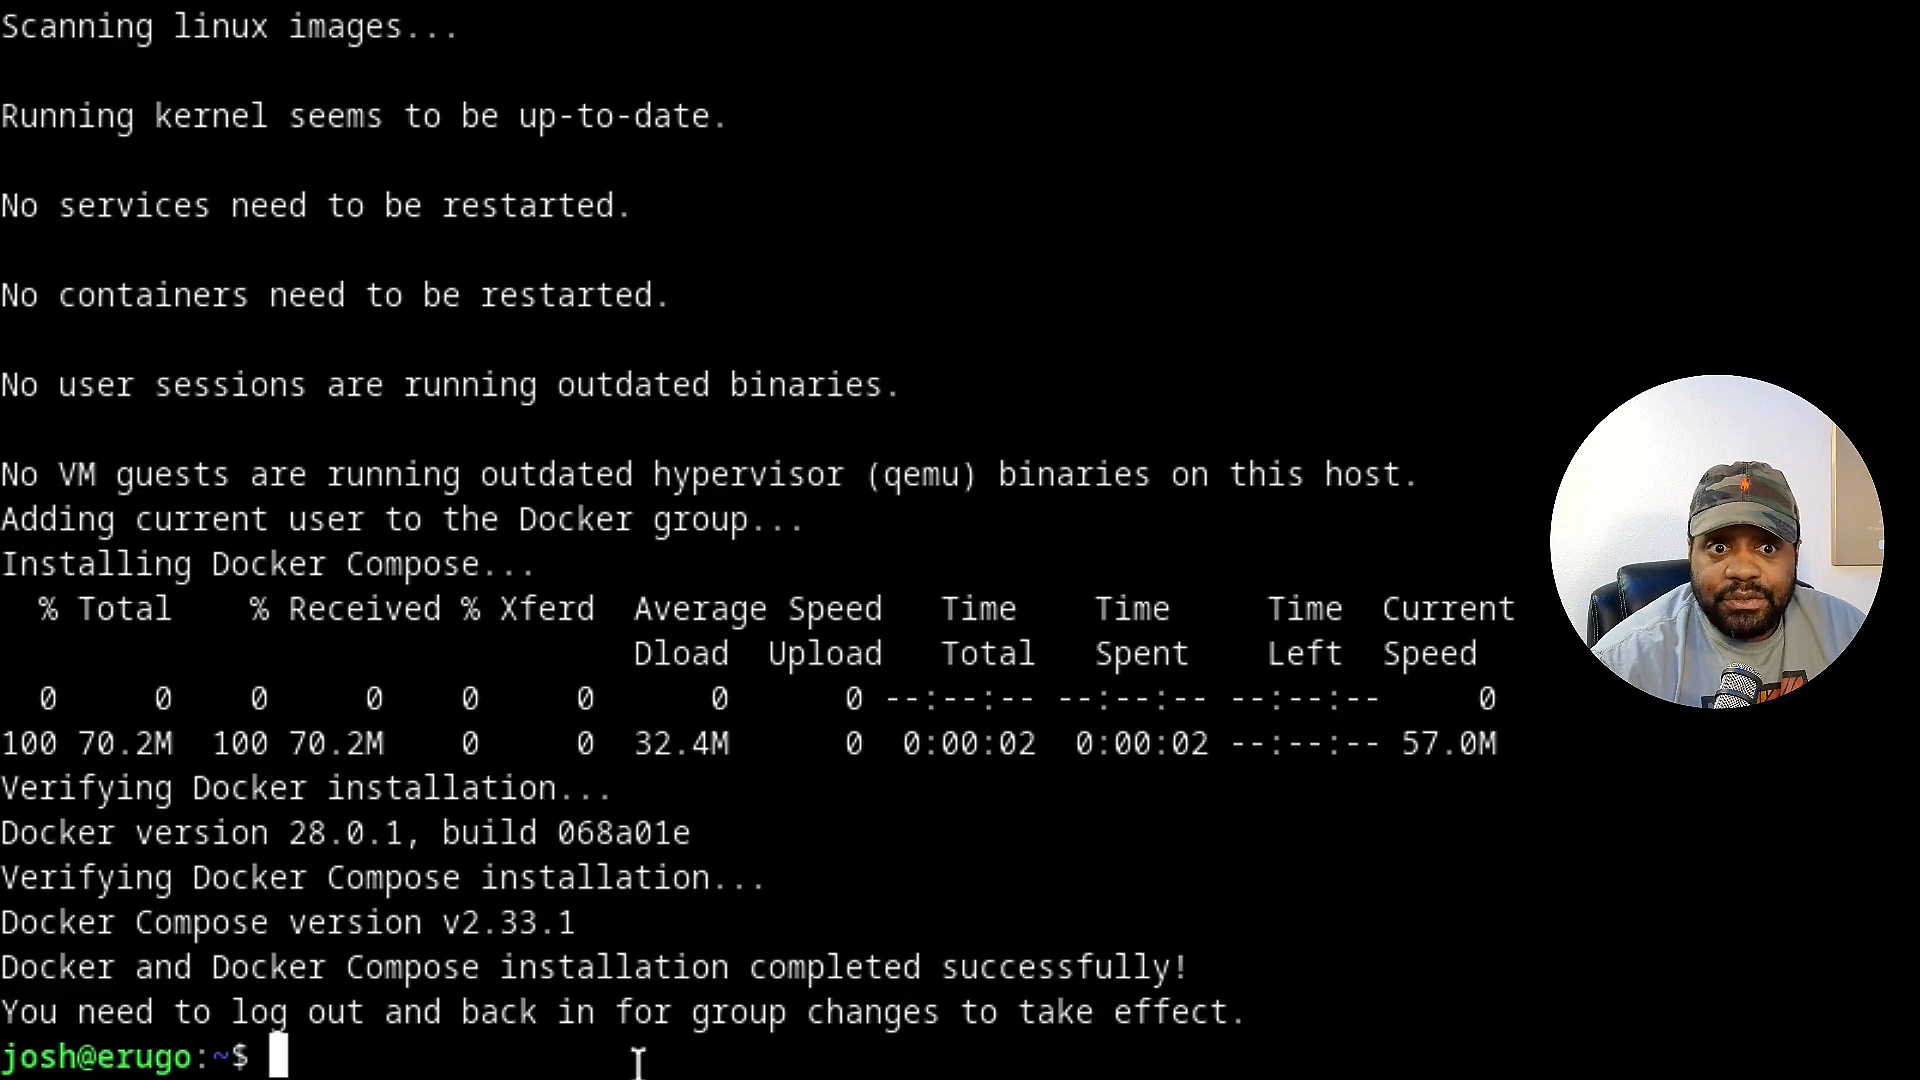 Scanning linux images...
Running kernel seems to be up-to-date.
No services need to be restarted.
No containers need to be restarted.
No user sessions are running outdated binaries.
No VM guests are running outdated hypervisor (qemu) binaries on this host.
Adding current user to the Docker group...
Installing Docker Compose...
% Total % Received % Xferd Average Speed Time Time Time Current
Dload Upload Total Spent Left Speed
0 0 0 0 0 0 0 0 --:--:-- --:--:-- --:--:-- 0
100 70.2M 100 70.2M 0 0 32.4M 0 0:00:02 0:00:02 --:--:-- 57.0M
Verifying Docker installation...
Docker version 28.0.1, build 068a01e
Verifying Docker Compose installation...
Docker Compose version v2.33.1
Docker and Docker Compose installation completed successfully!
You need to log out and back in for group changes to take effect.
josh@erugo:~$